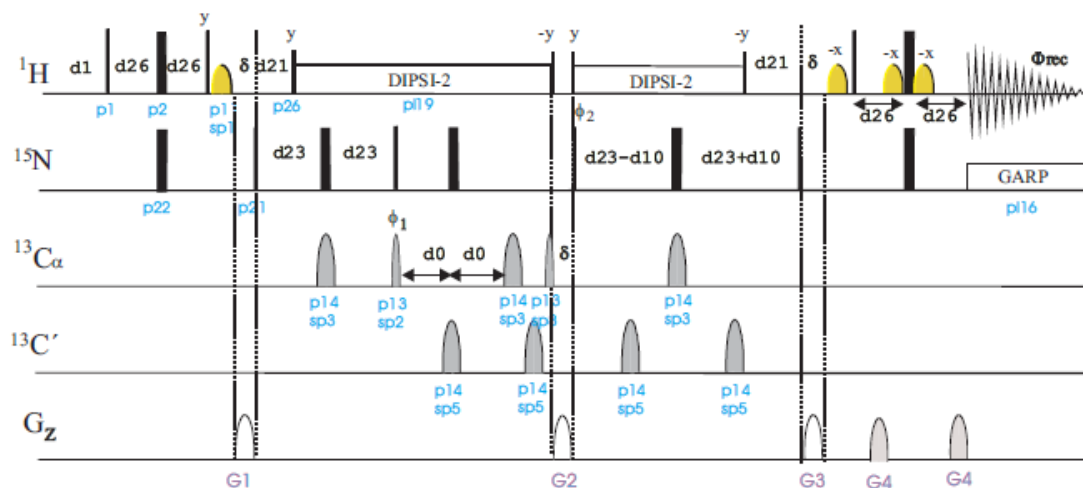 y y -y y -y -x -x -x Φrec
¹H d1 d26 d26 δ d21 DIPSI-2 DIPSI-2 d21 δ
d26 d26
p1 p2 p1 p26 pl19
sp1
ϕ₂
¹⁵N d23 d23 d23-d10 d23+d10 GARP
p22 p21 pl16
ϕ₁
¹³Cα d0 d0 δ
p14 p13 p14 p13 p14
sp3 sp2 sp3 sp3 sp3
¹³C′
p14 p14 p14 p14
sp5 sp5 sp5 sp5
Gz
G1 G2 G3 G4 G4